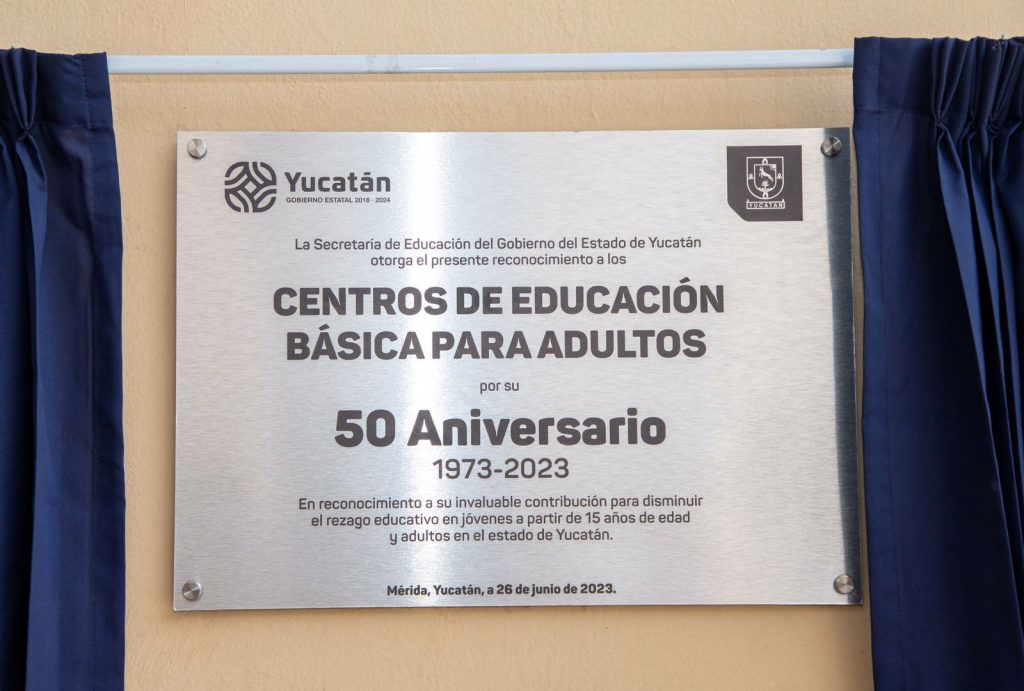 Yucatán
GOBIERNO ESTATAL 2018 - 2024
YUCATÁN
La Secretaría de Educación del Gobierno del Estado de Yucatán
otorga el presente reconocimiento a los
CENTROS DE EDUCACIÓN
BÁSICA PARA ADULTOS
por su
50 Aniversario
1973-2023
En reconocimiento a su invaluable contribución para disminuir
el rezago educativo en jóvenes a partir de 15 años de edad
y adultos en el estado de Yucatán.
Mérida, Yucatán, a 26 de junio de 2023.